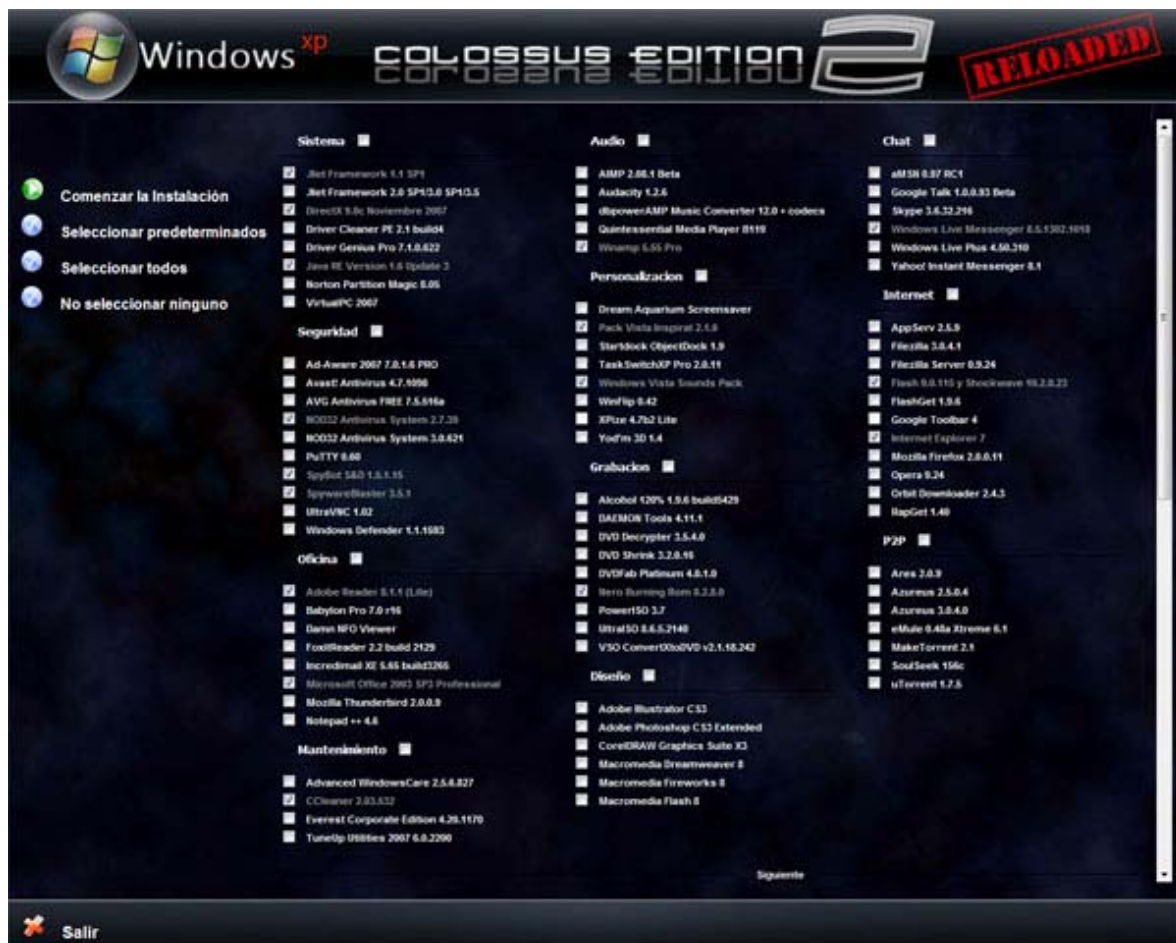 Windows xp COLOSSUS EDITION 2 RELOADED
Comenzar la Instalación
Seleccionar predeterminados
Seleccionar todos
No seleccionar ninguno
Sistema
.Net Framework 1.1 SP1
.Net Framework 2.0 SP1/3.0 SP1/3.5
DirectX 9.0c Noviembre 2007
Driver Cleaner PE 2.1 build4
Driver Genius Pro 7.1.0.622
Java RE Version 1.6 Update 3
Norton Partition Magic 8.05
VirtualPC 2007
Seguridad
Ad-Aware 2007 7.0.1.6 PRO
Avast! Antivirus 4.7.1098
AVG Antivirus FREE 7.5.516a
NOD32 Antivirus System 2.7.39
NOD32 Antivirus System 3.0.621
PuTTY 0.60
SpyBot S&D 1.5.1.15
SpywareBlaster 3.5.1
UltraVNC 1.02
Windows Defender 1.1.1593
Oficina
Adobe Reader 8.1.1 (Lite)
Babylon Pro 7.0 r16
Damn NFO Viewer
FoxitReader 2.2 build 2129
Incredimail XE 5.65 build3265
Microsoft Office 2003 SP3 Professional
Mozilla Thunderbird 2.0.0.9
Notepad ++ 4.6
Mantenimiento
Advanced WindowsCare 2.5.6.827
CCleaner 2.03.532
Everest Corporate Edition 4.20.1170
TuneUp Utilities 2007 6.0.2200
Audio
AIMP 2.08.1 Beta
Audacity 1.2.6
dbpowerAMP Music Converter 12.0 + codecs
Quintessential Media Player B119
Winamp 5.55 Pro
Personalizacion
Dream Aquarium Screensaver
Pack Vista Inspirat 2.1.0
Startdock ObjectDock 1.9
TaskSwitchXP Pro 2.0.11
Windows Vista Sounds Pack
WinFlip 0.42
XPize 4.7b2 Lite
Yod'm 3D 1.4
Grabacion
Alcohol 120% 1.9.6 build5429
DAEMON Tools 4.11.1
DVD Decrypter 3.5.4.0
DVD Shrink 3.2.0.16
DVDFab Platinum 4.0.1.0
Nero Burning Rom 8.2.8.0
PowerISO 3.7
UltraISO 8.6.5.2140
VSO ConvertXtoDVD v2.1.18.242
Diseño
Adobe Illustrator CS3
Adobe Photoshop CS3 Extended
CorelDRAW Graphics Suite X3
Macromedia Dreamweaver 8
Macromedia Fireworks 8
Macromedia Flash 8
Chat
aMSN 0.97 RC1
Google Talk 1.0.0.93 Beta
Skype 3.6.32.216
Windows Live Messenger 8.5.1302.1018
Windows Live Plus 4.50.310
Yahoo! Instant Messenger 8.1
Internet
AppServ 2.5.9
Filezilla 3.0.4.1
Filezilla Server 0.9.24
Flash 9.0.115 y Shockwave 10.2.0.23
FlashGet 1.9.6
Google Toolbar 4
Internet Explorer 7
Mozilla Firefox 2.0.0.11
Opera 9.24
Orbit Downloader 2.4.3
RapGet 1.40
P2P
Ares 2.0.9
Azureus 2.5.0.4
Azureus 3.0.4.0
eMule 0.48a Xtreme 6.1
MakeTorrent 2.1
SoulSeek 156c
uTorrent 1.7.5
Siguiente
Salir